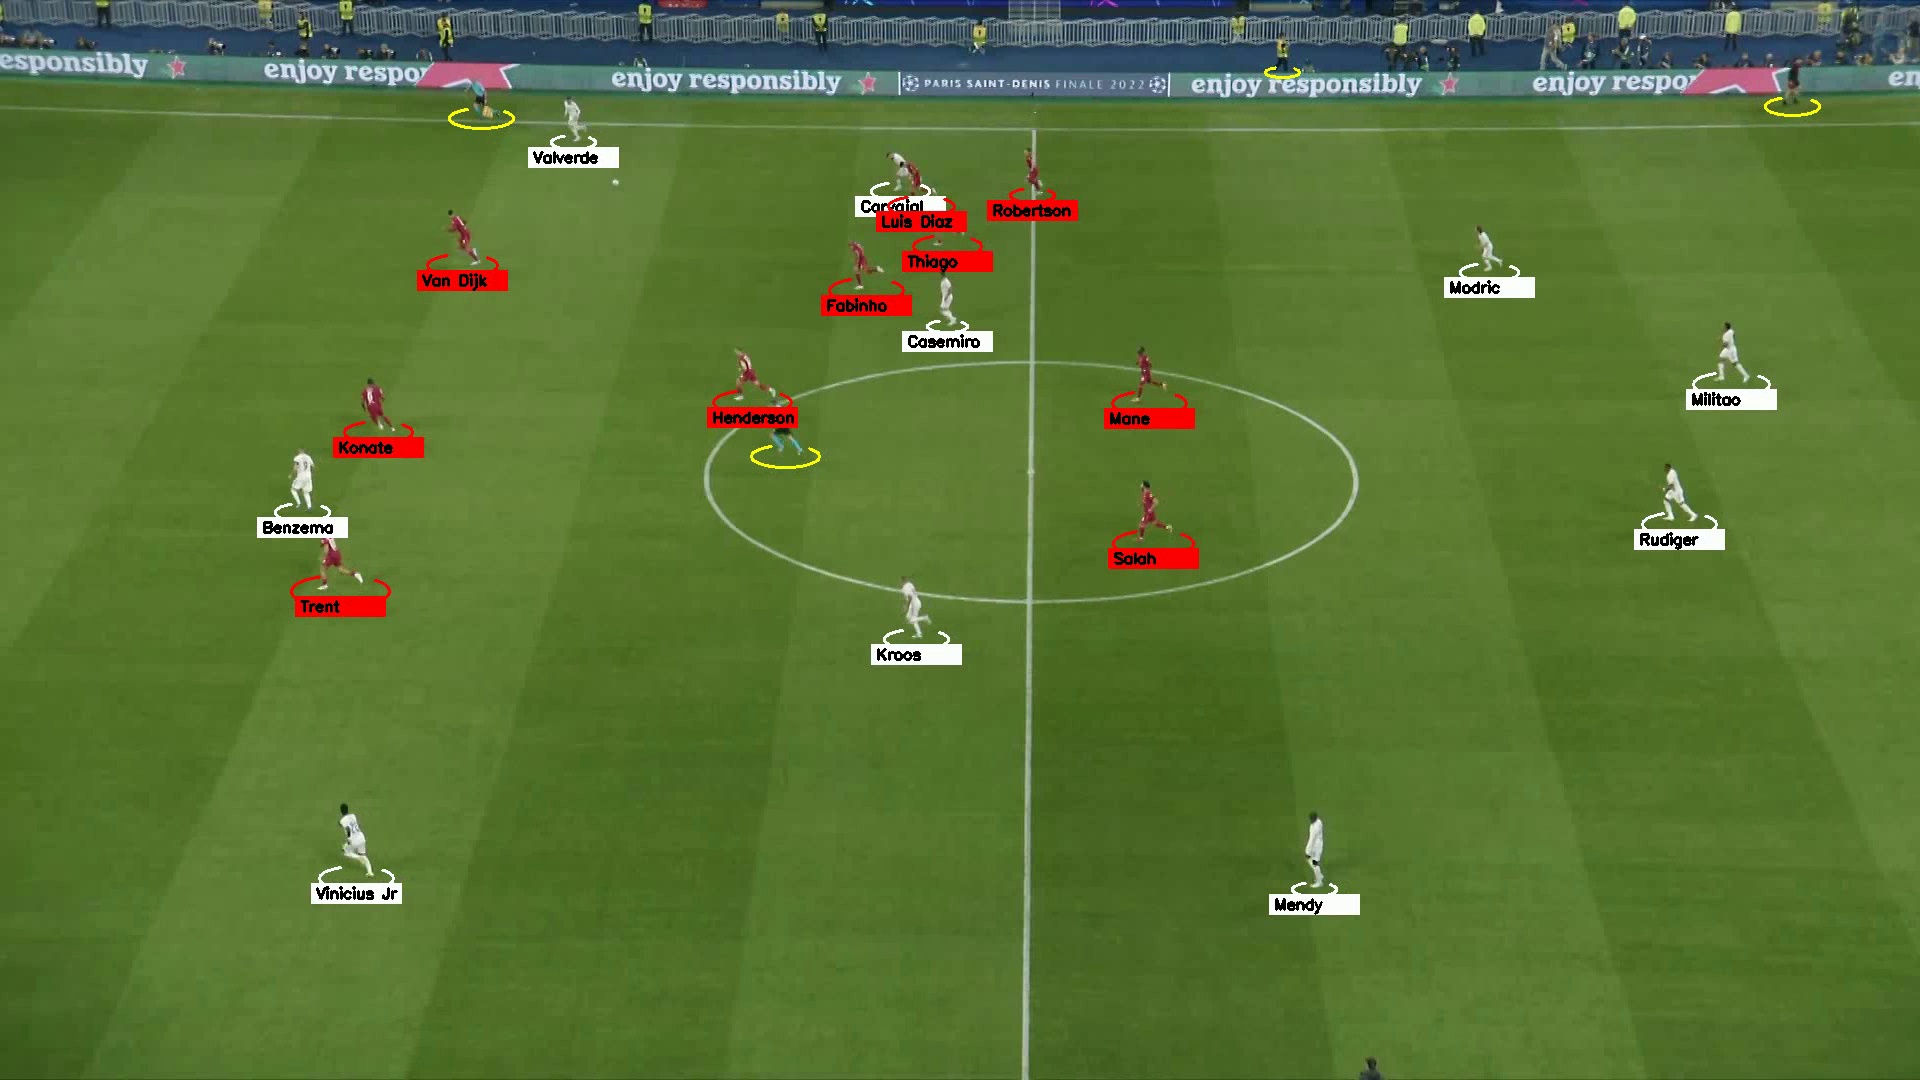 esponsibly
enjoy respo
enjoy responsibly
PARIS SAINT-DENIS FINALE 2022
enjoy responsibly
enjoy respo
en
Valverde
Carvajal
Luis Diaz
Robertson
Van Dijk
Thiago
Modric
Fabinho
Casemiro
Militao
Henderson
Mane
Konate
Benzema
Rudiger
Salah
Trent
Kroos
Vinicius Jr
Mendy